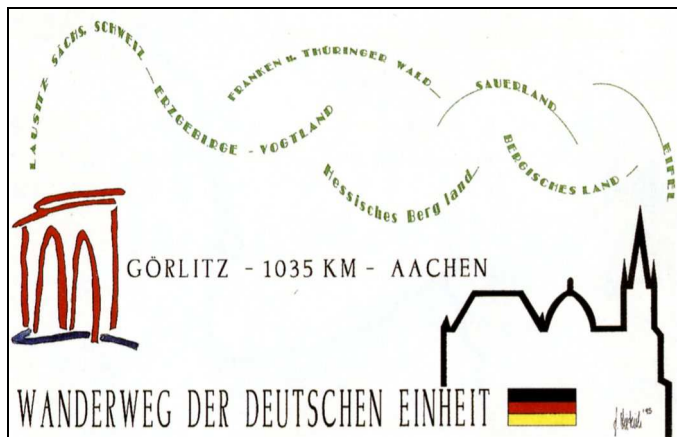 LAUSITZ SÄCHS. SCHWEIZ
ERZGEBIRGE - VOGTLAND
FRANKEN u. THÜRINGER WALD
Hessisches Bergland
SAUERLAND
BERGISCHES LAND
EIFEL
GÖRLITZ - 1035 KM - AACHEN
WANDERWEG DER DEUTSCHEN EINHEIT